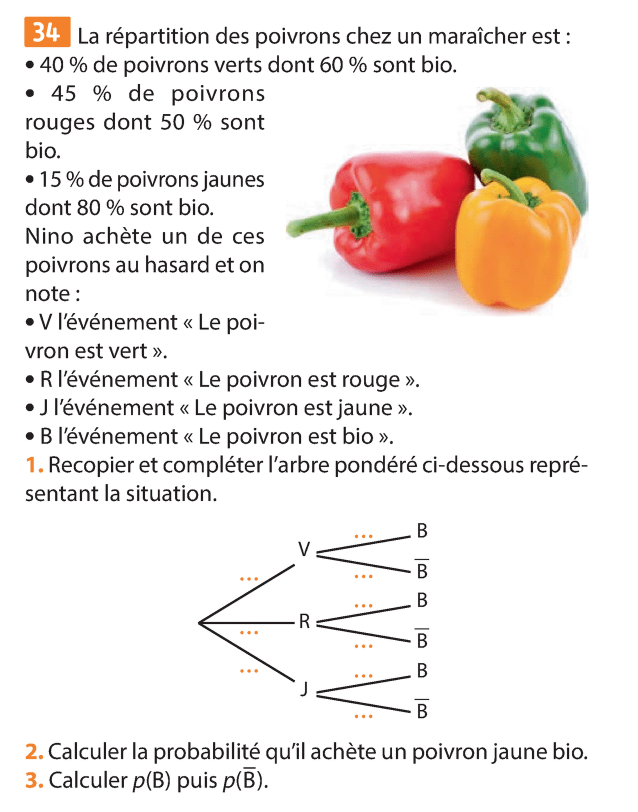 34 La répartition des poivrons chez un maraîcher est :
• 40 % de poivrons verts dont 60 % sont bio.
• 45 % de poivrons
rouges dont 50 % sont
bio.
• 15 % de poivrons jaunes
dont 80 % sont bio.
Nino achète un de ces
poivrons au hasard et on
note :
• V l'événement « Le poi-
vron est vert ».
• R l'événement « Le poivron est rouge ».
• J l'événement « Le poivron est jaune ».
• B l'événement « Le poivron est bio ».
1. Recopier et compléter l'arbre pondéré ci-dessous repré-
sentant la situation.
... B
V
... B̅
...
... B
... R
... B̅
...
... B
J
... B̅
2. Calculer la probabilité qu'il achète un poivron jaune bio.
3. Calculer p(B) puis p(B̅).